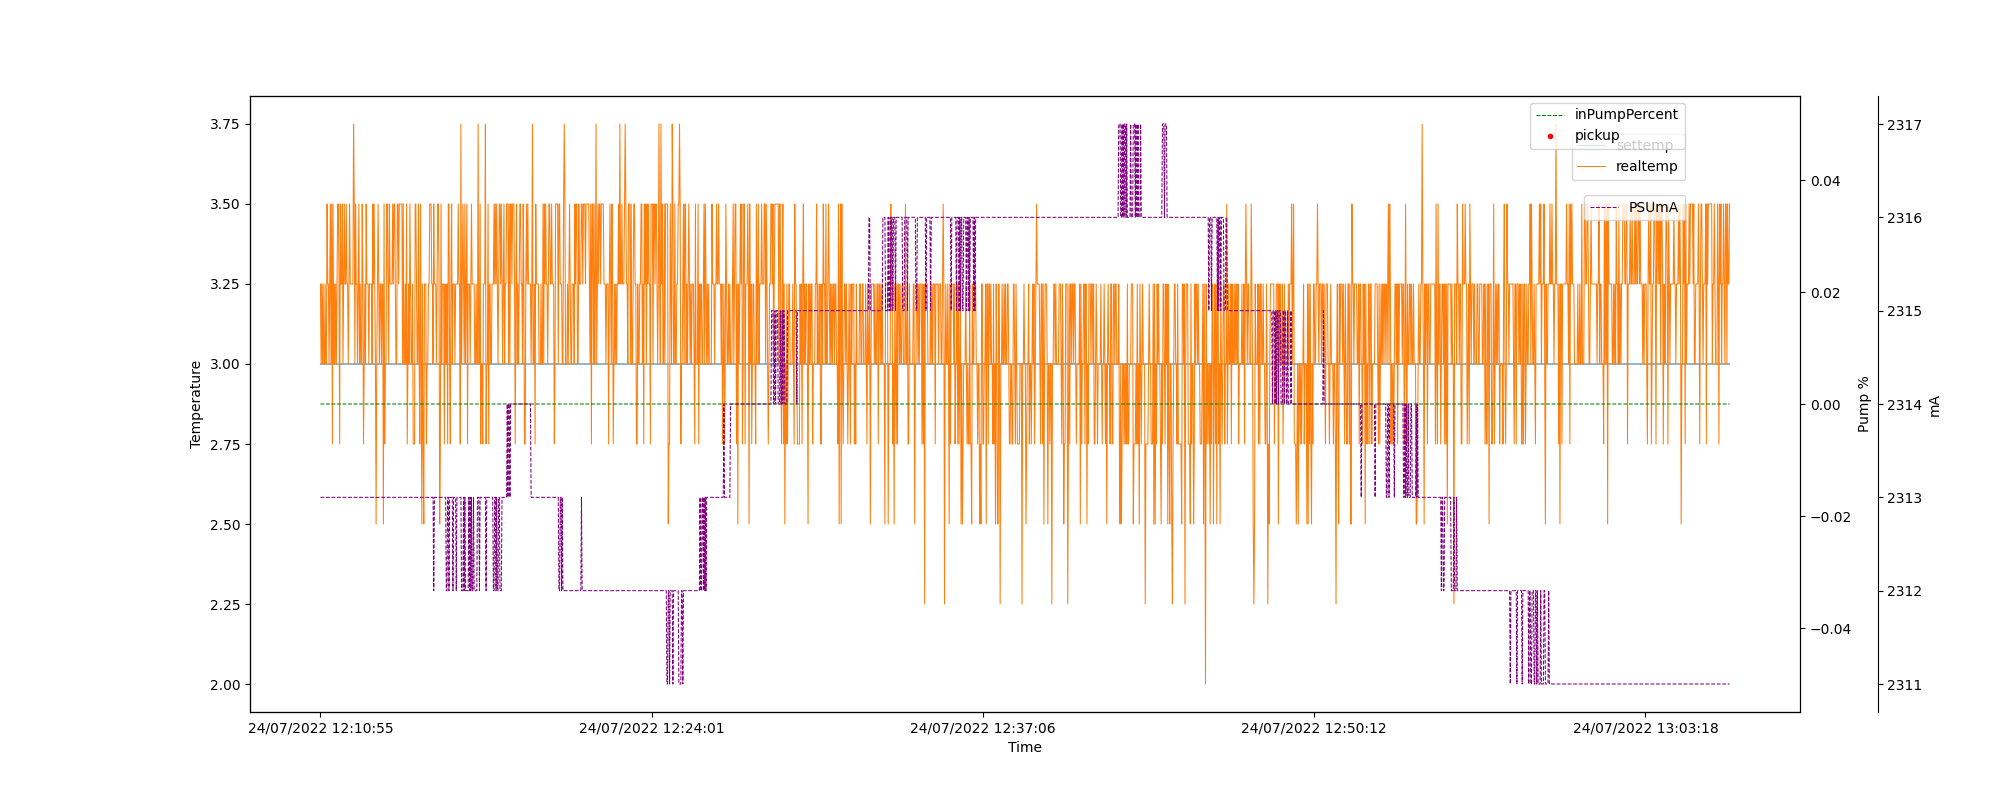 inPumpPercent
pickup
settemp
realtemp
PSUmA
3.75
3.50
3.25
3.00
2.75
2.50
2.25
2.00
Temperature
0.04
0.02
0.00
−0.02
−0.04
Pump %
2317
2316
2315
2314
2313
2312
2311
mA
24/07/2022 12:10:55
24/07/2022 12:24:01
24/07/2022 12:37:06
24/07/2022 12:50:12
24/07/2022 13:03:18
Time